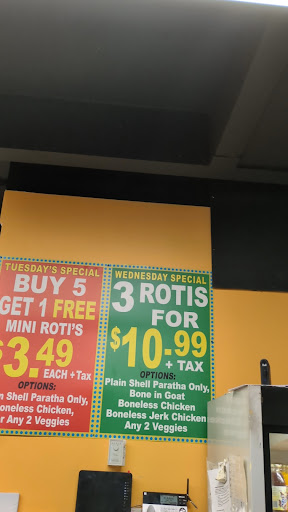 TUESDAY'S SPECIAL
BUY 5
GET 1 FREE
MINI ROTI'S
$3.49
EACH + Tax
OPTIONS:
Shell Paratha Only,
Boneless Chicken,
Any 2 Veggies
WEDNESDAY SPECIAL
3 ROTIS
FOR
$10.99
+ TAX
OPTIONS:
Plain Shell Paratha Only,
Bone in Goat
Boneless Chicken
Boneless Jerk Chicken
Any 2 Veggies